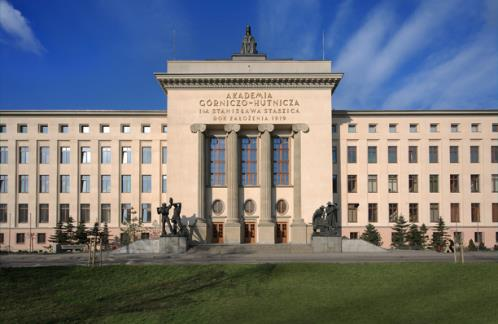 AKADEMIA
GÓRNICZO-HUTNICZA
IM STANISŁAWA STASZICA
ROK ZAŁOŻENIA 1919